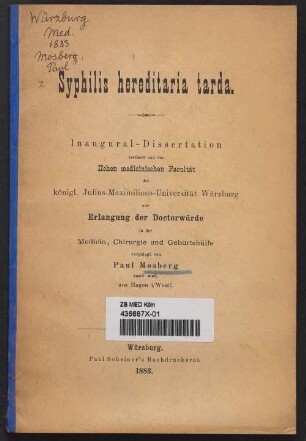 Würzburg
Med.
1883
Mosberg,
Paul
Syphilis hereditaria tarda.
Inaugural-Dissertation
verfasst und der
Hohen medicinischen Facultät
der
königl. Julius-Maximilians-Universität Würzburg
zur
Erlangung der Doctorwürde
in der
Medicin, Chirurgie und Geburtshülfe
vorgelegt von
Paul Mosberg
cand. med.
aus Hagen i/Westf.
ZB MED Köln
436667X-01
Würzburg.
Paul Scheiner's Buchdruckerei.
1883.